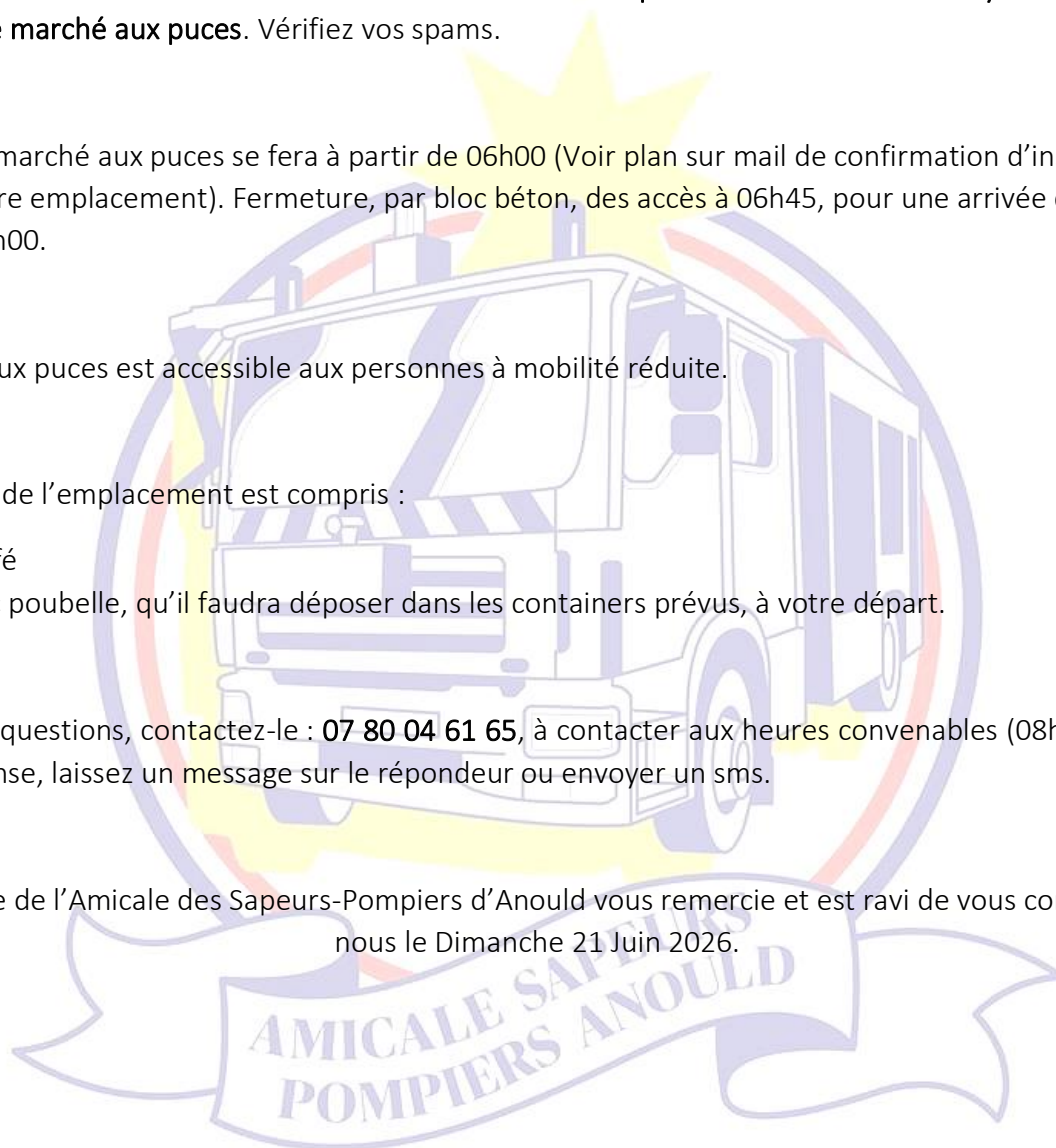 e marché aux puces. Vérifiez vos spams.
marché aux puces se fera à partir de 06h00 (Voir plan sur mail de confirmation d’in
re emplacement). Fermeture, par bloc béton, des accès à 06h45, pour une arrivée
h00.
ux puces est accessible aux personnes à mobilité réduite.
de l’emplacement est compris :
fé
poubelle, qu’il faudra déposer dans les containers prévus, à votre départ.
questions, contactez-le : 07 80 04 61 65, à contacter aux heures convenables (08h
nse, laissez un message sur le répondeur ou envoyer un sms.
e de l’Amicale des Sapeurs-Pompiers d’Anould vous remercie et est ravi de vous co
nous le Dimanche 21 Juin 2026.
AMICALE SAPEURS
POMPIERS ANOULD